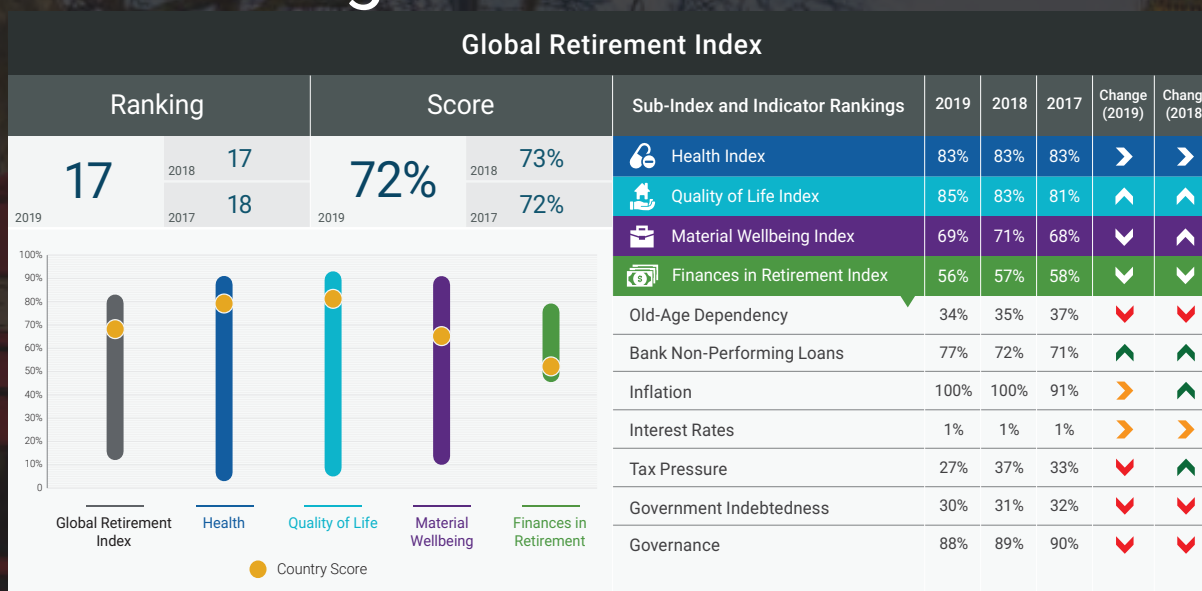 Global Retirement Index
Ranking
Score
17
2019
2018
17
2017
18
72%
2019
2018
73%
2017
72%
100%
90%
80%
70%
60%
50%
40%
30%
20%
10%
0
Global Retirement
Index
Health
Quality of Life
Material
Wellbeing
Finances in
Retirement
Country Score
Sub-Index and Indicator Rankings 2019 2018 2017 Change (2019) Chang (2018
Health Index 83% 83% 83%
Quality of Life Index 85% 83% 81%
Material Wellbeing Index 69% 71% 68%
Finances in Retirement Index 56% 57% 58%
Old-Age Dependency 34% 35% 37%
Bank Non-Performing Loans 77% 72% 71%
Inflation 100% 100% 91%
Interest Rates 1% 1% 1%
Tax Pressure 27% 37% 33%
Government Indebtedness 30% 31% 32%
Governance 88% 89% 90%